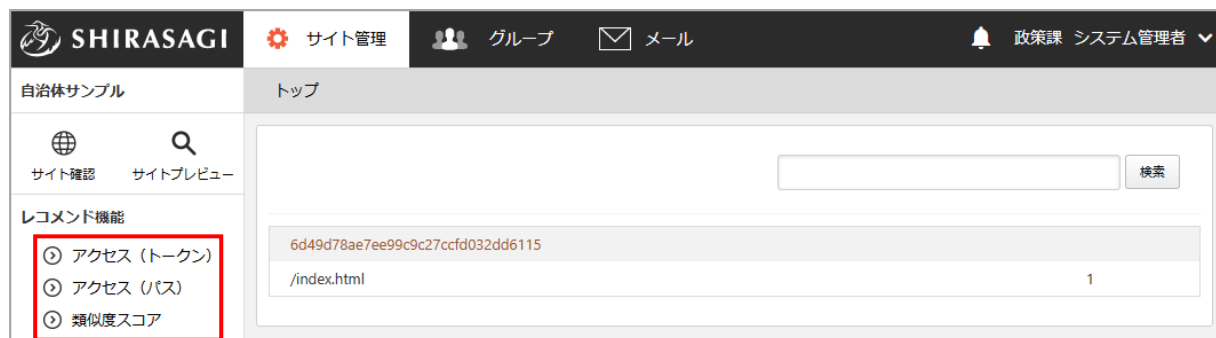 SHIRASAGI サイト管理 グループ メール 政策課 システム管理者
自治体サンプル トップ
サイト確認 サイトプレビュー
検索
レコメンド機能
アクセス（トークン）
アクセス（パス）
類似度スコア
6d49d78ae7ee99c9c27ccfd032dd6115
/index.html 1